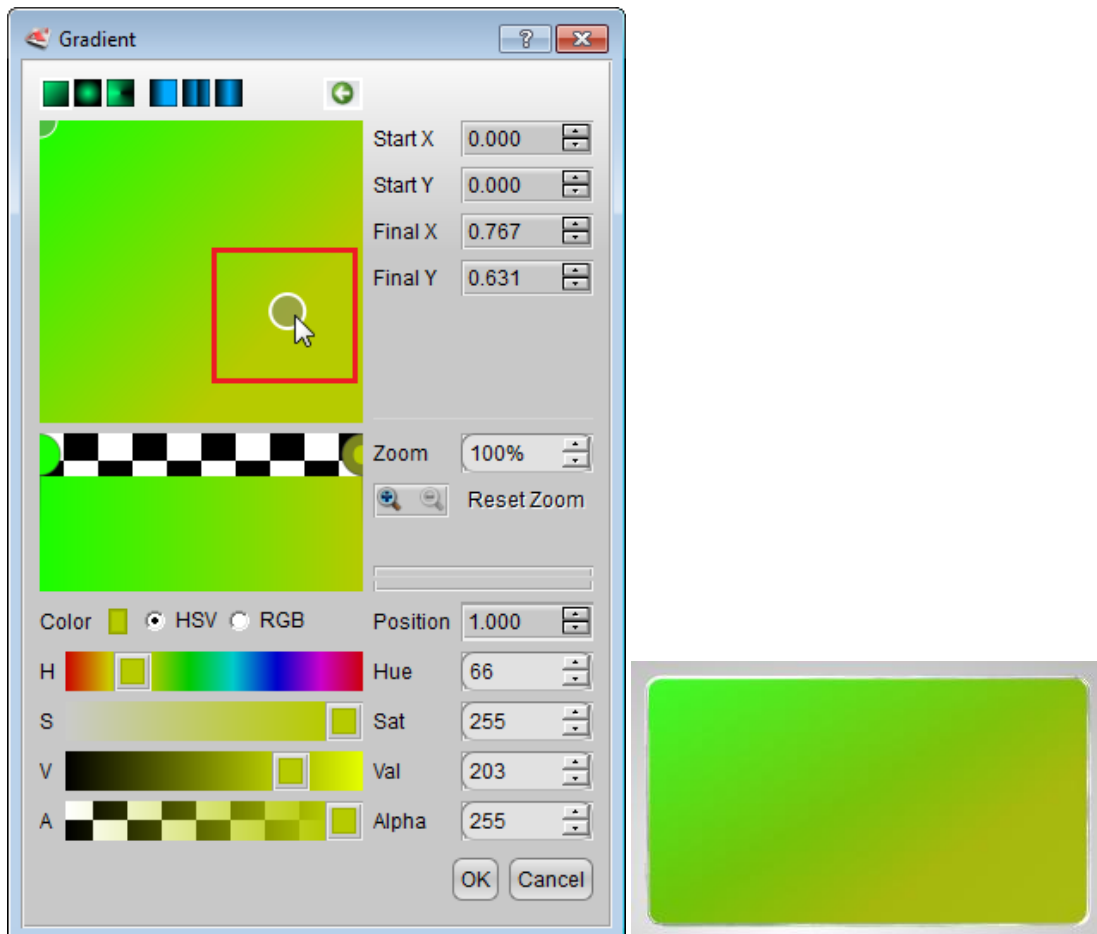 Gradient
?
Start X 0.000
Start Y 0.000
Final X 0.767
Final Y 0.631
Zoom 100%
Reset Zoom
Color HSV RGB Position 1.000
H Hue 66
S Sat 255
V Val 203
A Alpha 255
OK Cancel